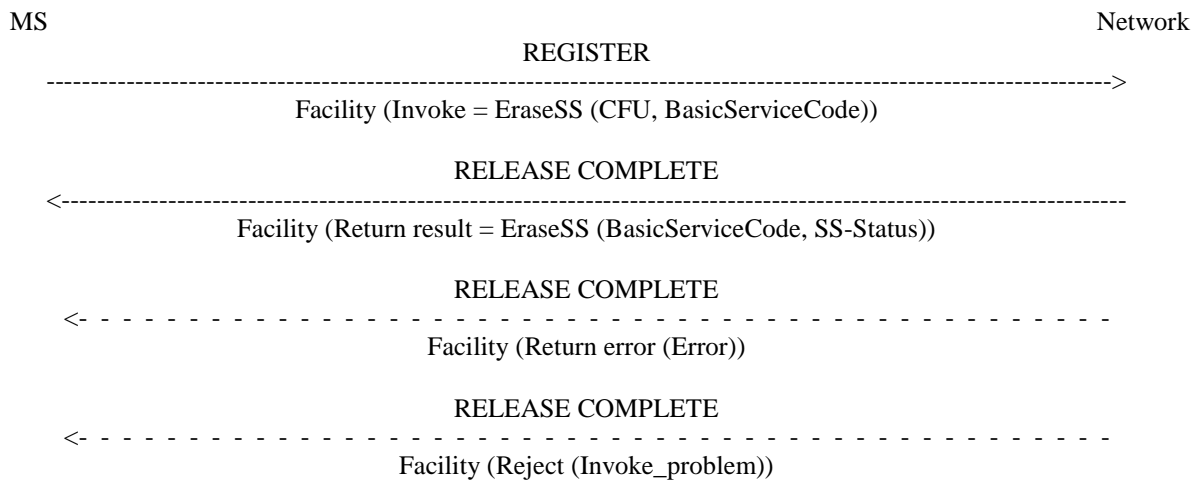 MS Network
REGISTER
Facility (Invoke = EraseSS (CFU, BasicServiceCode))
RELEASE COMPLETE
Facility (Return result = EraseSS (BasicServiceCode, SS-Status))
RELEASE COMPLETE
Facility (Return error (Error))
RELEASE COMPLETE
Facility (Reject (Invoke_problem))